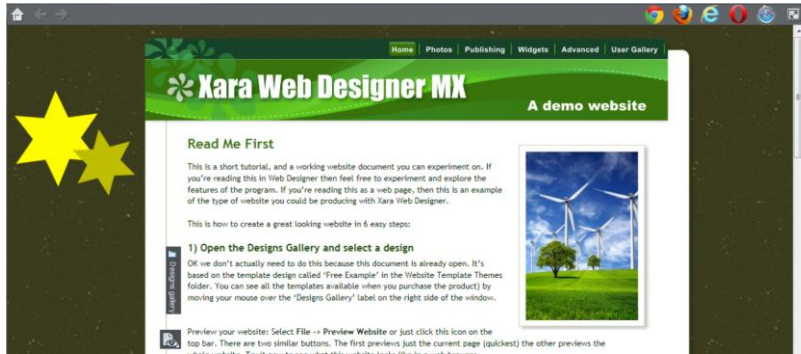 Home | Photos | Publishing | Widgets | Advanced | User Gallery
Xara Web Designer MX
A demo website
Read Me First
This is a short tutorial, and a working website document you can experiment on. If
you're reading this in Web Designer then feel free to experiment and explore the
features of the program. If you're reading this as a web page, then this is an example
of the type of website you could be producing with Xara Web Designer.
This is how to create a great looking website in 6 easy steps:
1) Open the Designs Gallery and select a design
OK we don't actually need to do this because this document is already open. It's
based on the template design called 'Free Example' in the Website Template Themes
folder. You can see all the templates available when you purchase the product) by
moving your mouse over the 'Designs Gallery' label on the right side of the window.
Designs gallery
Preview your website: Select File -> Preview Website or just click this icon on the
top bar. There are two similar buttons. The first previews just the current page (quickest) the other previews the